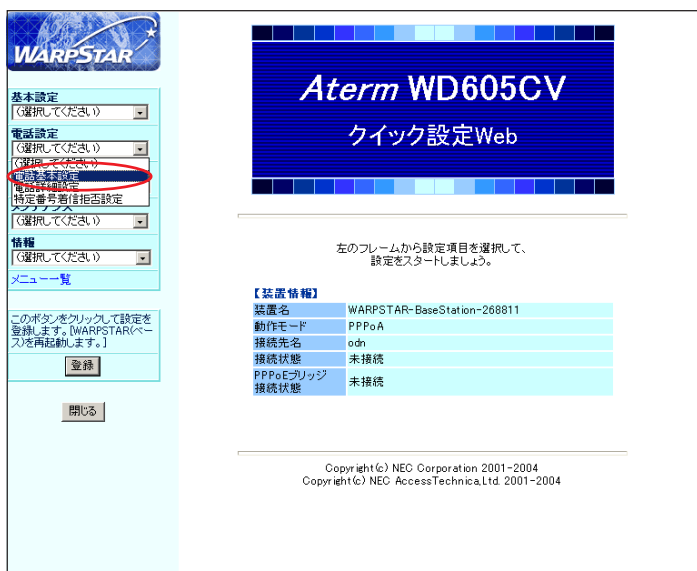 WARPSTAR
基本設定
(選択してください)
電話設定
(選択してください)
(選択してください)
電話基本設定
電話詳細設定
特定番号着信拒否設定
メンテナンス
(選択してください)
情報
(選択してください)
メニュー一覧
このボタンをクリックして設定を
登録します。[WARPSTAR(ベー
ス)を再起動します。]
登録
閉じる
Aterm WD605CV
クイック設定Web
左のフレームから設定項目を選択して、
設定をスタートしましょう。
【装置情報】
装置名 WARPSTAR-BaseStation-268811
動作モード PPPoA
接続先名 odn
接続状態 未接続
PPPoEブリッジ
接続状態 未接続
Copyright(c) NEC Corporation 2001-2004
Copyright(c) NEC AccessTechnica,Ltd. 2001-2004